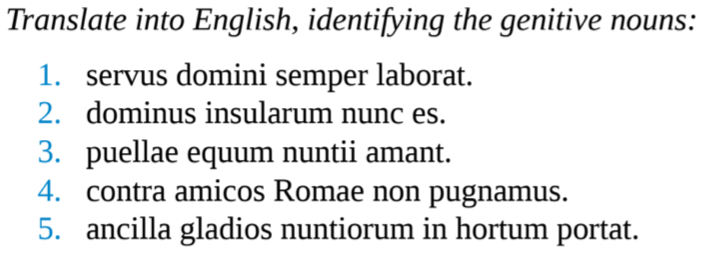 Translate into English, identifying the genitive nouns:
1. servus domini semper laborat.
2. dominus insularum nunc es.
3. puellae equum nuntii amant.
4. contra amicos Romae non pugnamus.
5. ancilla gladios nuntiorum in hortum portat.